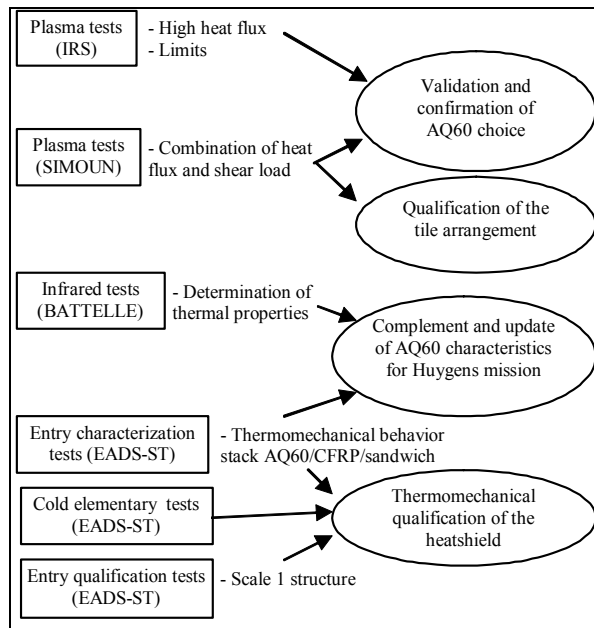 Plasma tests
(IRS)
- High heat flux
- Limits
Validation and
confirmation of
AQ60 choice
Plasma tests
(SIMOUN)
- Combination of heat
flux and shear load
Qualification of the
tile arrangement
Infrared tests
(BATTELLE)
- Determination of
thermal properties
Complement and update
of AQ60 characteristics
for Huygens mission
Entry characterization
tests (EADS-ST)
- Thermomechanical behavior
stack AQ60/CFRP/sandwich
Cold elementary tests
(EADS-ST)
Thermomechanical
qualification of the
heatshield
Entry qualification tests
(EADS-ST)
- Scale 1 structure